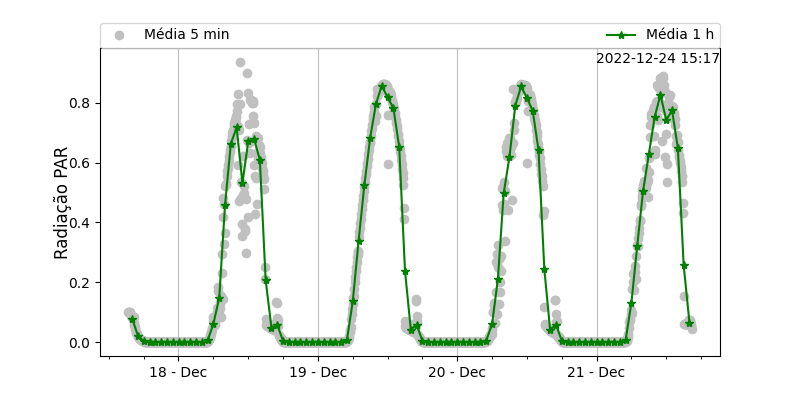 Média 5 min
Média 1 h
2022-12-24 15:17
Radiação PAR
0.8
0.6
0.4
0.2
0.0
18 - Dec
19 - Dec
20 - Dec
21 - Dec